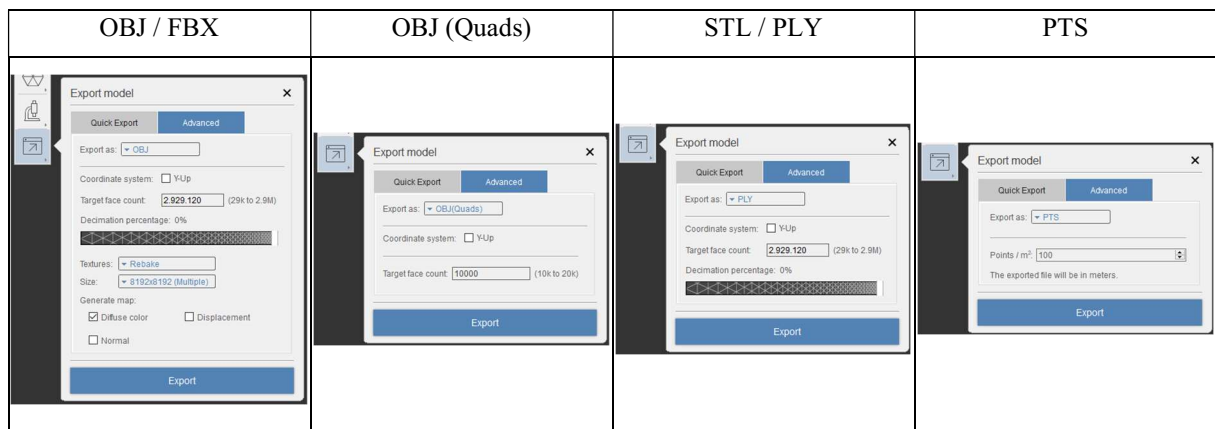 OBJ / FBX
OBJ (Quads)
STL / PLY
PTS
Export model
Quick Export Advanced
Export as: OBJ
Coordinate system: Y-Up
Target face count: 2.929.120 (29k to 2.9M)
Decimation percentage: 0%
Textures: Rebake
Size: 8192x8192 (Multiple)
Generate map:
Diffuse color Displacement
Normal
Export
Export model
Quick Export Advanced
Export as: OBJ(Quads)
Coordinate system: Y-Up
Target face count: 10000 (10k to 20k)
Export
Export model
Quick Export Advanced
Export as: PLY
Coordinate system: Y-Up
Target face count: 2.929.120 (29k to 2.9M)
Decimation percentage: 0%
Export
Export model
Quick Export Advanced
Export as: PTS
Points / m²: 100
The exported file will be in meters.
Export